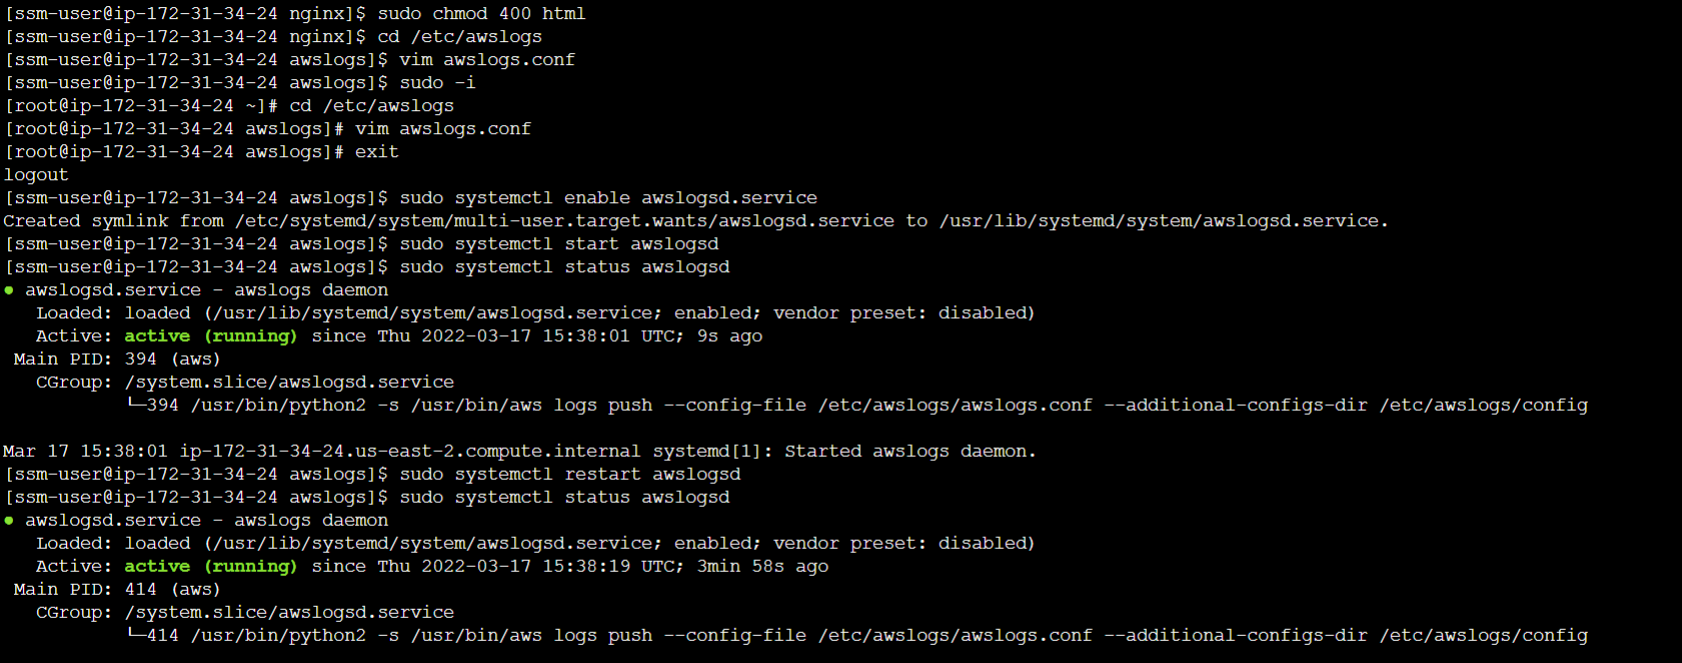 [ssm-user@ip-172-31-34-24 nginx]$ sudo chmod 400 html
[ssm-user@ip-172-31-34-24 nginx]$ cd /etc/awslogs
[ssm-user@ip-172-31-34-24 awslogs]$ vim awslogs.conf
[ssm-user@ip-172-31-34-24 awslogs]$ sudo -i
[root@ip-172-31-34-24 ~]# cd /etc/awslogs
[root@ip-172-31-34-24 awslogs]# vim awslogs.conf
[root@ip-172-31-34-24 awslogs]# exit
logout
[ssm-user@ip-172-31-34-24 awslogs]$ sudo systemctl enable awslogsd.service
Created symlink from /etc/systemd/system/multi-user.target.wants/awslogsd.service to /usr/lib/systemd/system/awslogsd.service.
[ssm-user@ip-172-31-34-24 awslogs]$ sudo systemctl start awslogsd
[ssm-user@ip-172-31-34-24 awslogs]$ sudo systemctl status awslogsd
● awslogsd.service - awslogs daemon
   Loaded: loaded (/usr/lib/systemd/system/awslogsd.service; enabled; vendor preset: disabled)
   Active: active (running) since Thu 2022-03-17 15:38:01 UTC; 9s ago
 Main PID: 394 (aws)
   CGroup: /system.slice/awslogsd.service
           └─394 /usr/bin/python2 -s /usr/bin/aws logs push --config-file /etc/awslogs/awslogs.conf --additional-configs-dir /etc/awslogs/config
Mar 17 15:38:01 ip-172-31-34-24.us-east-2.compute.internal systemd[1]: Started awslogs daemon.
[ssm-user@ip-172-31-34-24 awslogs]$ sudo systemctl restart awslogsd
[ssm-user@ip-172-31-34-24 awslogs]$ sudo systemctl status awslogsd
● awslogsd.service - awslogs daemon
   Loaded: loaded (/usr/lib/systemd/system/awslogsd.service; enabled; vendor preset: disabled)
   Active: active (running) since Thu 2022-03-17 15:38:19 UTC; 3min 58s ago
 Main PID: 414 (aws)
   CGroup: /system.slice/awslogsd.service
           └─414 /usr/bin/python2 -s /usr/bin/aws logs push --config-file /etc/awslogs/awslogs.conf --additional-configs-dir /etc/awslogs/config